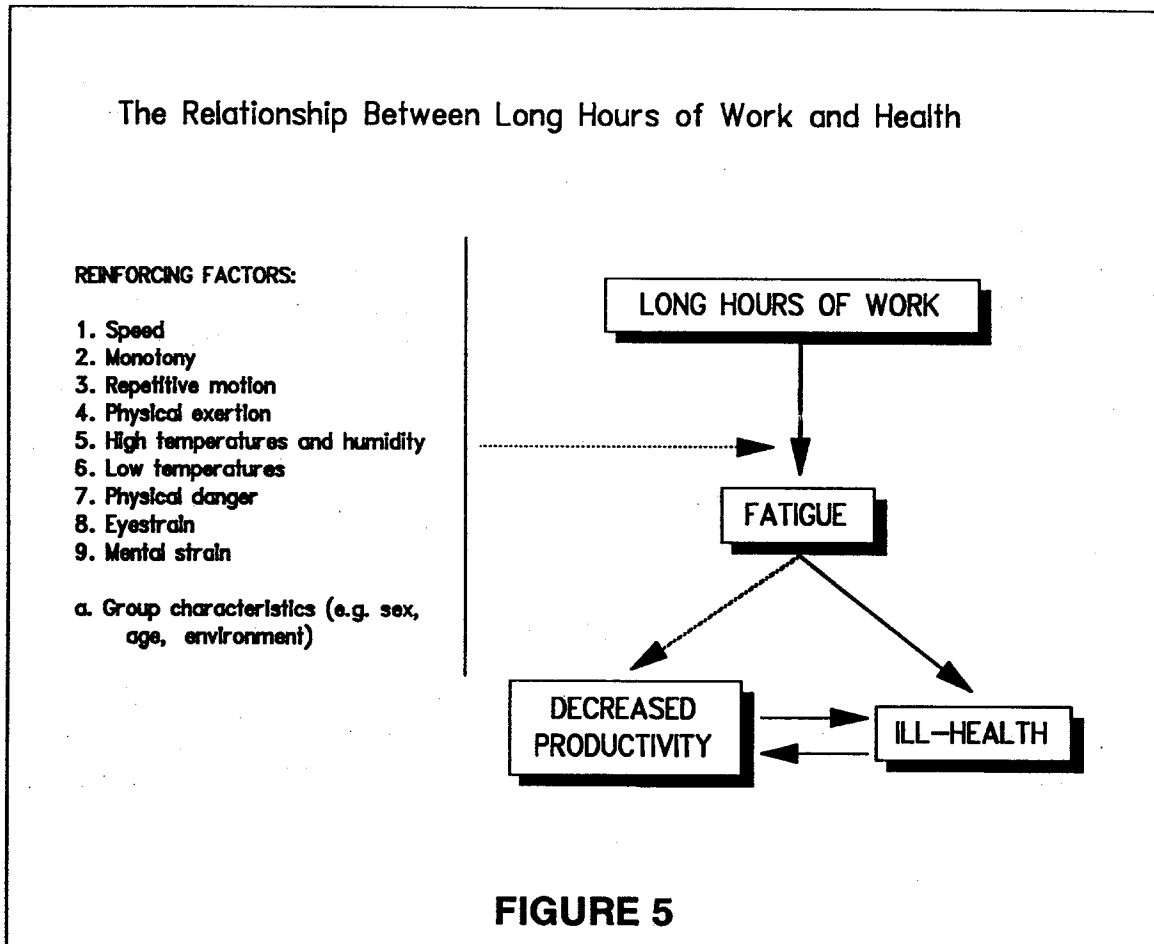 The Relationship Between Long Hours of Work and Health
REINFORCING FACTORS:
1. Speed
2. Monotony
3. Repetitive motion
4. Physical exertion
5. High temperatures and humidity
6. Low temperatures
7. Physical danger
8. Eyestrain
9. Mental strain
a. Group characteristics (e.g. sex,
age, environment)
LONG HOURS OF WORK
FATIGUE
DECREASED
PRODUCTIVITY
ILL-HEALTH
FIGURE 5